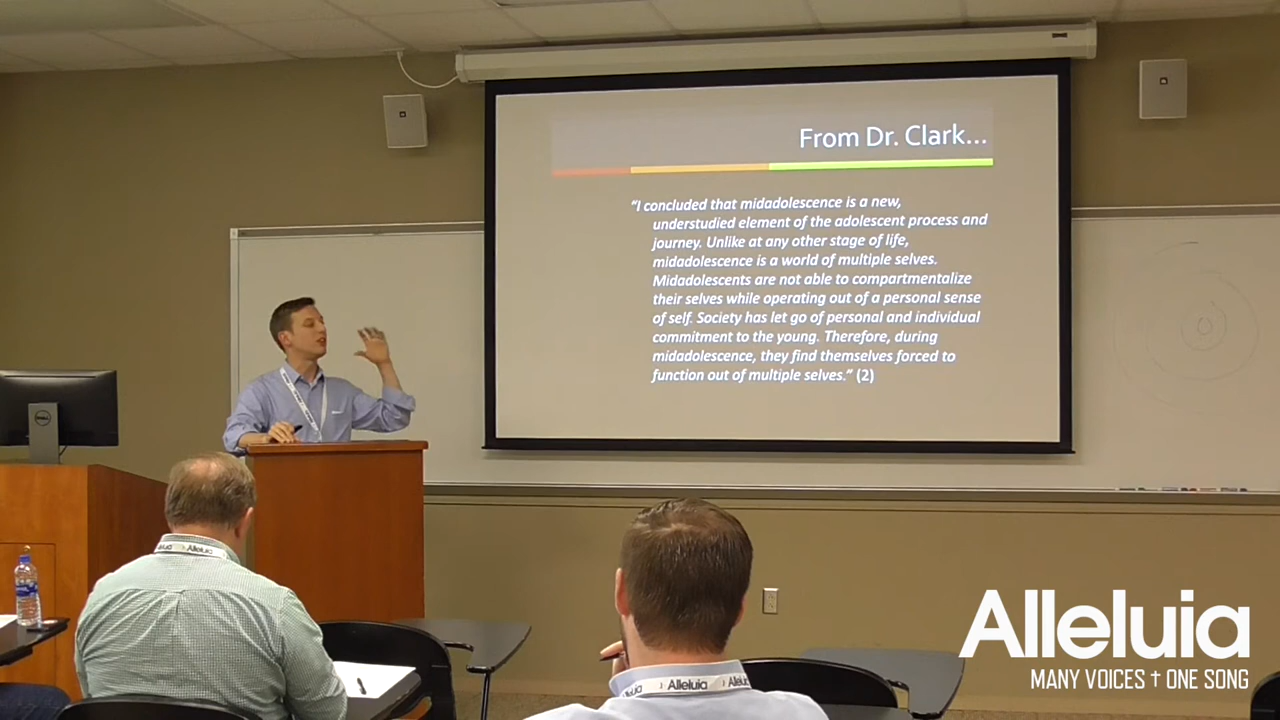 From Dr. Clark...
“I concluded that midadolescence is a new,
understudied element of the adolescent process and
journey. Unlike at any other stage of life,
midadolescence is a world of multiple selves.
Midadolescents are not able to compartmentalize
their selves while operating out of a personal sense
of self. Society has let go of personal and individual
commitment to the young. Therefore, during
midadolescence, they find themselves forced to
function out of multiple selves.” (2)
DELL
Alleluia
Alleluia
Alleluia
MANY VOICES † ONE SONG